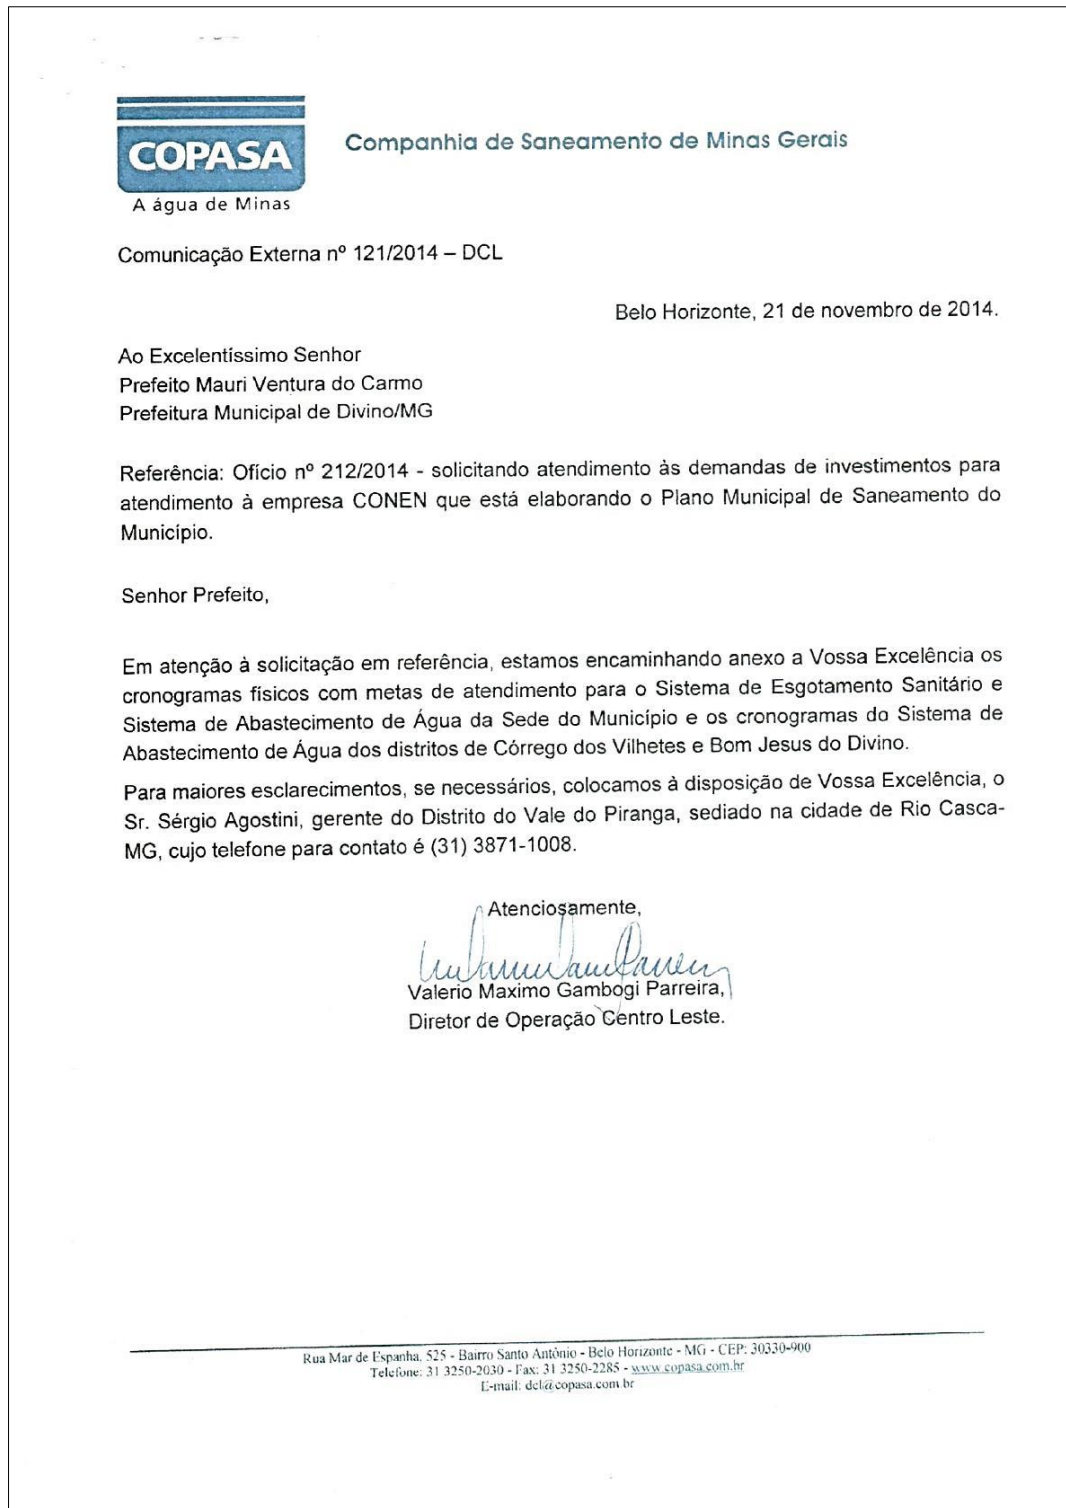 COPASA
Companhia de Saneamento de Minas Gerais
A água de Minas
Comunicação Externa nº 121/2014 – DCL
Belo Horizonte, 21 de novembro de 2014.
Ao Excelentíssimo Senhor
Prefeito Mauri Ventura do Carmo
Prefeitura Municipal de Divino/MG
Referência: Ofício nº 212/2014 - solicitando atendimento às demandas de investimentos para
atendimento à empresa CONEN que está elaborando o Plano Municipal de Saneamento do
Município.
Senhor Prefeito,
Em atenção à solicitação em referência, estamos encaminhando anexo a Vossa Excelência os
cronogramas físicos com metas de atendimento para o Sistema de Esgotamento Sanitário e
Sistema de Abastecimento de Água da Sede do Município e os cronogramas do Sistema de
Abastecimento de Água dos distritos de Córrego dos Vilhetes e Bom Jesus do Divino.
Para maiores esclarecimentos, se necessários, colocamos à disposição de Vossa Excelência, o
Sr. Sérgio Agostini, gerente do Distrito do Vale do Piranga, sediado na cidade de Rio Casca-
MG, cujo telefone para contato é (31) 3871-1008.
Atenciosamente,
Valerio Maximo Gambogi Parreira,
Diretor de Operação Centro Leste.
Rua Mar de Espanha, 525 - Bairro Santo Antônio - Belo Horizonte - MG - CEP: 30330-900
Telefone: 31 3250-2030 - Fax: 31 3250-2285 - www.copasa.com.br
E-mail: dcl@copasa.com.br